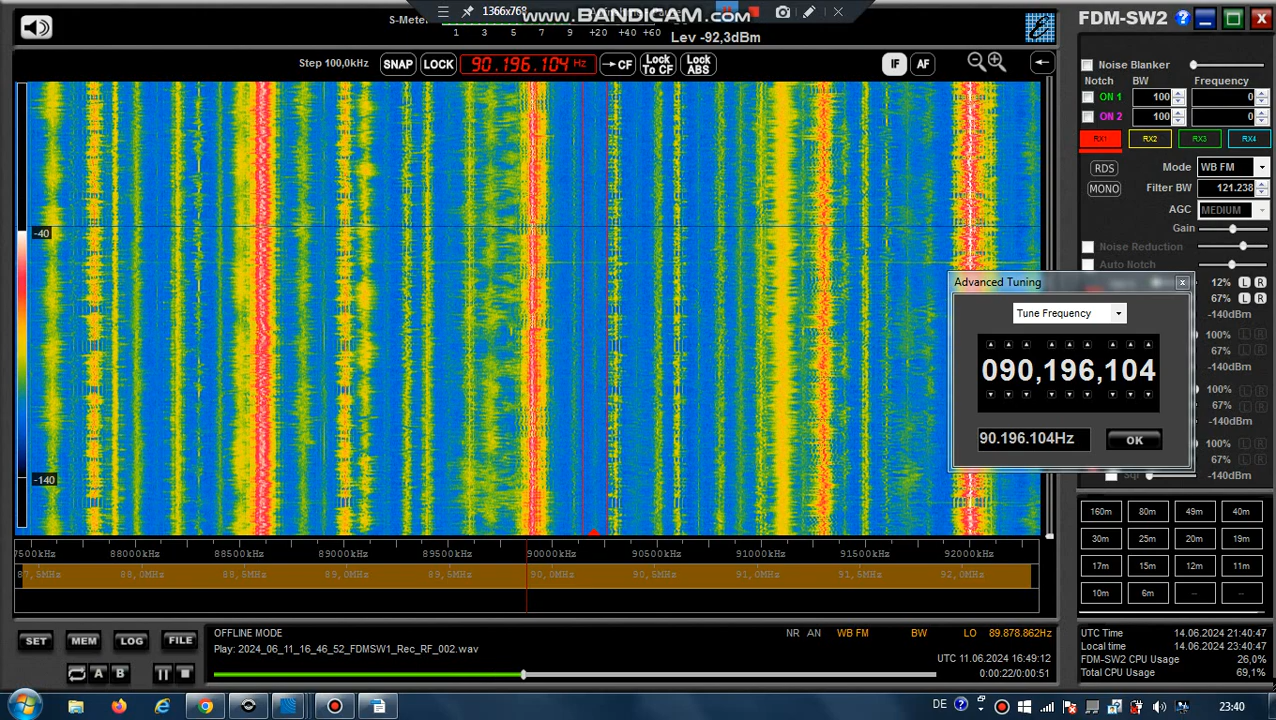 1366x768
www.BANDICAM.com
S-Meter
1 3 5 7 9 +20 +40 +60
Lev -92,3dBm
FDM-SW2
Step 100,0kHz
SNAP
LOCK
90.196.104 Hz
→CF
Lock To CF
Lock ABS
IF
AF
Noise Blanker
Notch BW Frequency
ON 1 100 0
ON 2 100 0
RX1 RX2 RX3 RX4
RDS
Mode WB FM
MONO
Filter BW 121.238
AGC MEDIUM
Gain
Noise Reduction
Auto Notch
-40
-140
Advanced Tuning
Tune Frequency
090,196,104
90.196.104Hz
OK
12% L R
67% L R
-140dBm
100% L R
67% L R
-140dBm
100% L R
67% L R
-140dBm
100% L R
67% L R
-140dBm
Sql
7500kHz 88000kHz 88500kHz 89000kHz 89500kHz 90000kHz 90500kHz 91000kHz 91500kHz 92000kHz
87,5MHz 88,0MHz 88,5MHz 89,0MHz 89,5MHz 90,0MHz 90,5MHz 91,0MHz 91,5MHz 92,0MHz
160m 80m 49m 40m
30m 25m 20m 19m
17m 15m 12m 11m
10m 6m -- --
SET
MEM
LOG
FILE
A
B
OFFLINE MODE
NR AN WB FM BW LO 89.878.862Hz
Play: 2024_06_11_16_46_52_FDMSW1_Rec_RF_002.wav
UTC 11.06.2024 16:49:12
0:00:22/0:00:51
UTC Time 14.06.2024 21:40:47
Local time 14.06.2024 23:40:47
FDM-SW2 CPU Usage 26,0%
Total CPU Usage 69,1%
DE
23:40